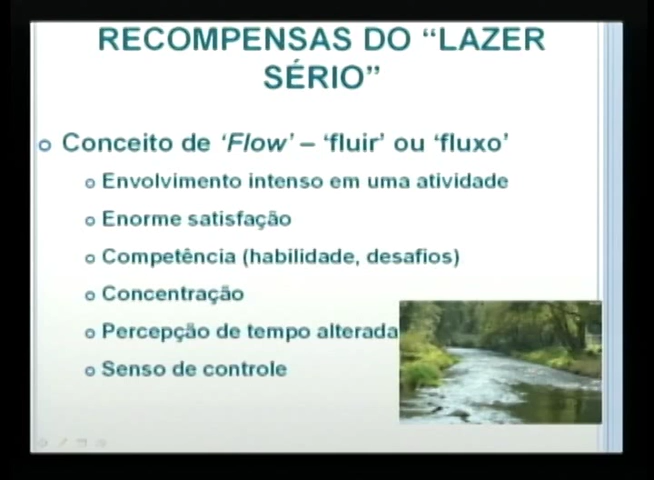 RECOMPENSAS DO “LAZER
SÉRIO”
Conceito de ‘Flow’ – ‘fluir’ ou ‘fluxo’
Envolvimento intenso em uma atividade
Enorme satisfação
Competência (habilidade, desafios)
Concentração
Percepção de tempo alterada
Senso de controle